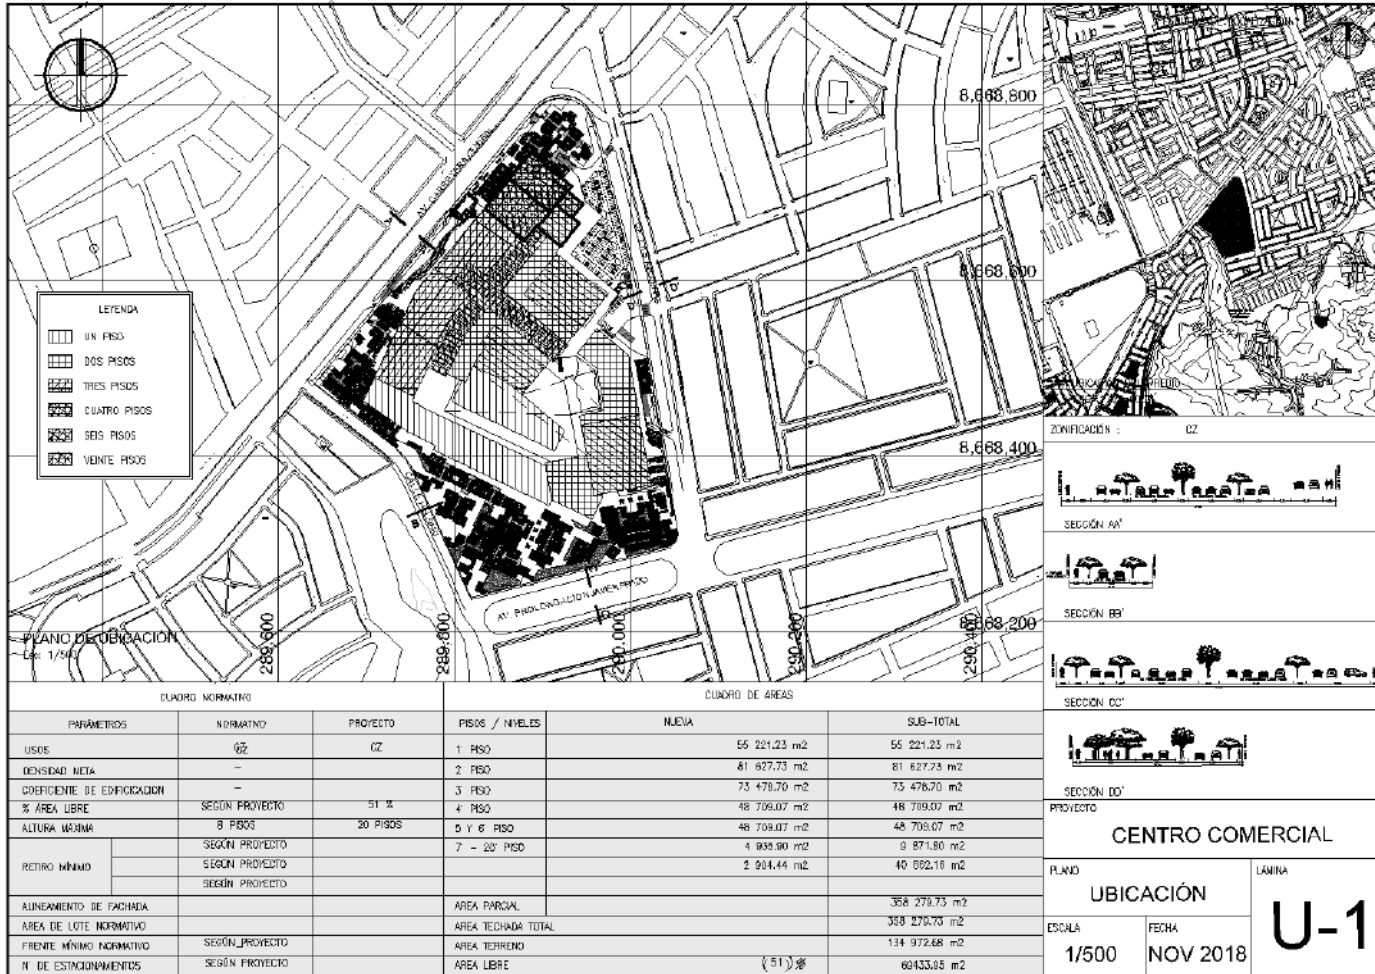 8,668,800
8,668,600
8,668,400
8,668,200
289,600
289,800
290,000
290,200
LEYENDA
UN PISO
DOS PISOS
TRES PISOS
CUATRO PISOS
SEIS PISOS
VEINTE PISOS
AV. PROLONGACION JAVIER PRADO
PLANO DE UBICACIÓN
Esc: 1/500
ZONIFICACIÓN : CZ
SECCIÓN AA'
SECCIÓN BB'
SECCIÓN CC'
SECCIÓN DD'
CUADRO NORMATIVO
PARÁMETROS NORMATIVO PROYECTO
USOS CZ CZ
DENSIDAD NETA -
COEFICIENTE DE EDIFICACION -
% ÁREA LIBRE SEGÚN PROYECTO 51 %
ALTURA MÁXIMA 8 PISOS 20 PISOS
RETIRO MÍNIMO SEGÚN PROYECTO
SEGÚN PROYECTO
SEGÚN PROYECTO
ALINEAMIENTO DE FACHADA
AREA DE LOTE NORMATIVO
FRENTE MÍNIMO NORMATIVO SEGÚN PROYECTO
N° DE ESTACIONAMIENTOS SEGÚN PROYECTO
CUADRO DE AREAS
PISOS / NIVELES NUEVA SUB-TOTAL
1° PISO 55 221.23 m2 55 221.23 m2
2° PISO 81 627.73 m2 81 627.73 m2
3° PISO 73 478.70 m2 73 478.70 m2
4° PISO 48 709.07 m2 48 709.07 m2
5 Y 6° PISO 48 709.07 m2 48 709.07 m2
7 - 20° PISO
AREA PARCIAL 358 279.73 m2
AREA TECHADA TOTAL 358 279.73 m2
AREA TERRENO 134 972.68 m2
AREA LIBRE (51)% 69433.95 m2
PROYECTO
CENTRO COMERCIAL
PLANO
UBICACIÓN
LÁMINA
U-1
ESCALA
1/500
FECHA
NOV 2018